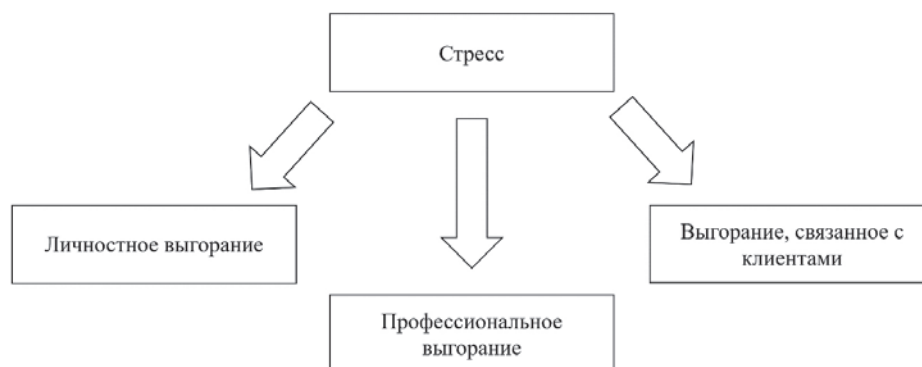 Стресс
Личностное выгорание
Выгорание, связанное с
клиентами
Профессиональное
выгорание